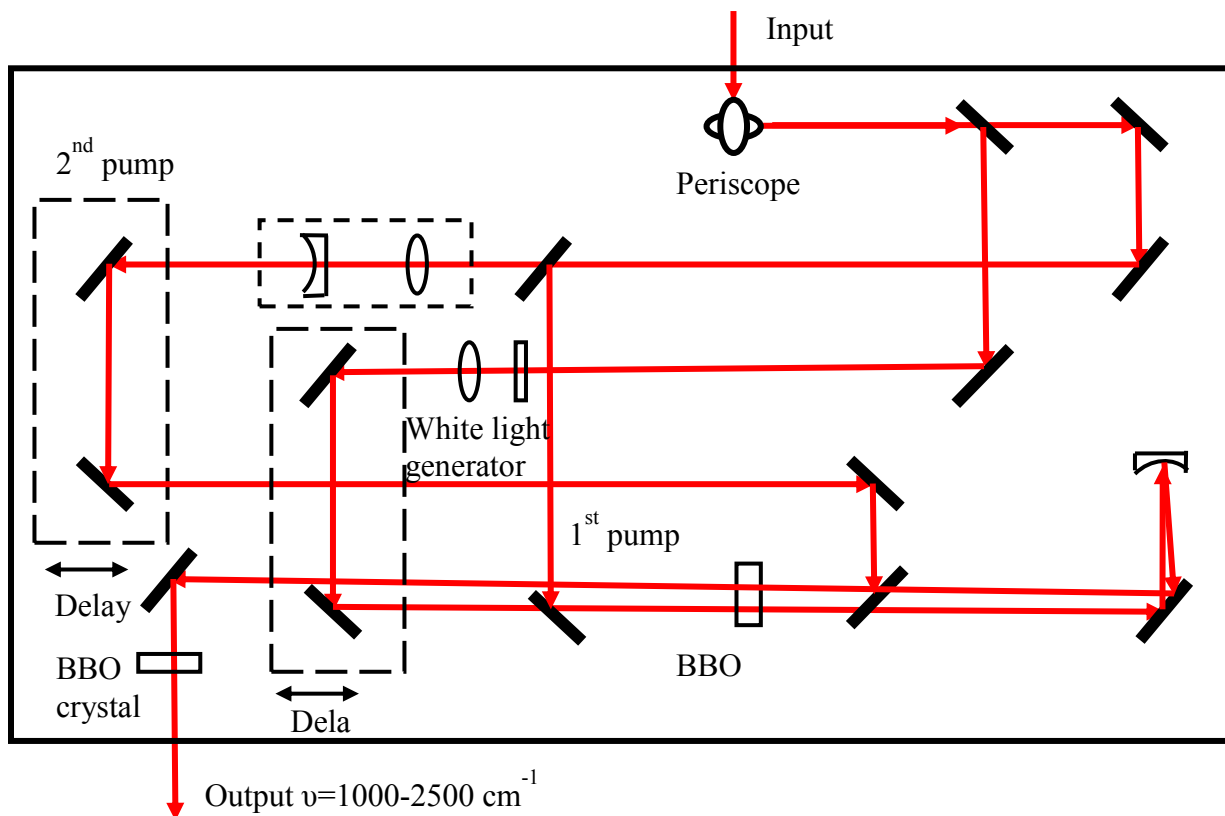 Input
Periscope
2nd pump
White light
generator
1st pump
Delay
BBO
BBO
crystal
Dela
Output υ=1000-2500 cm-1